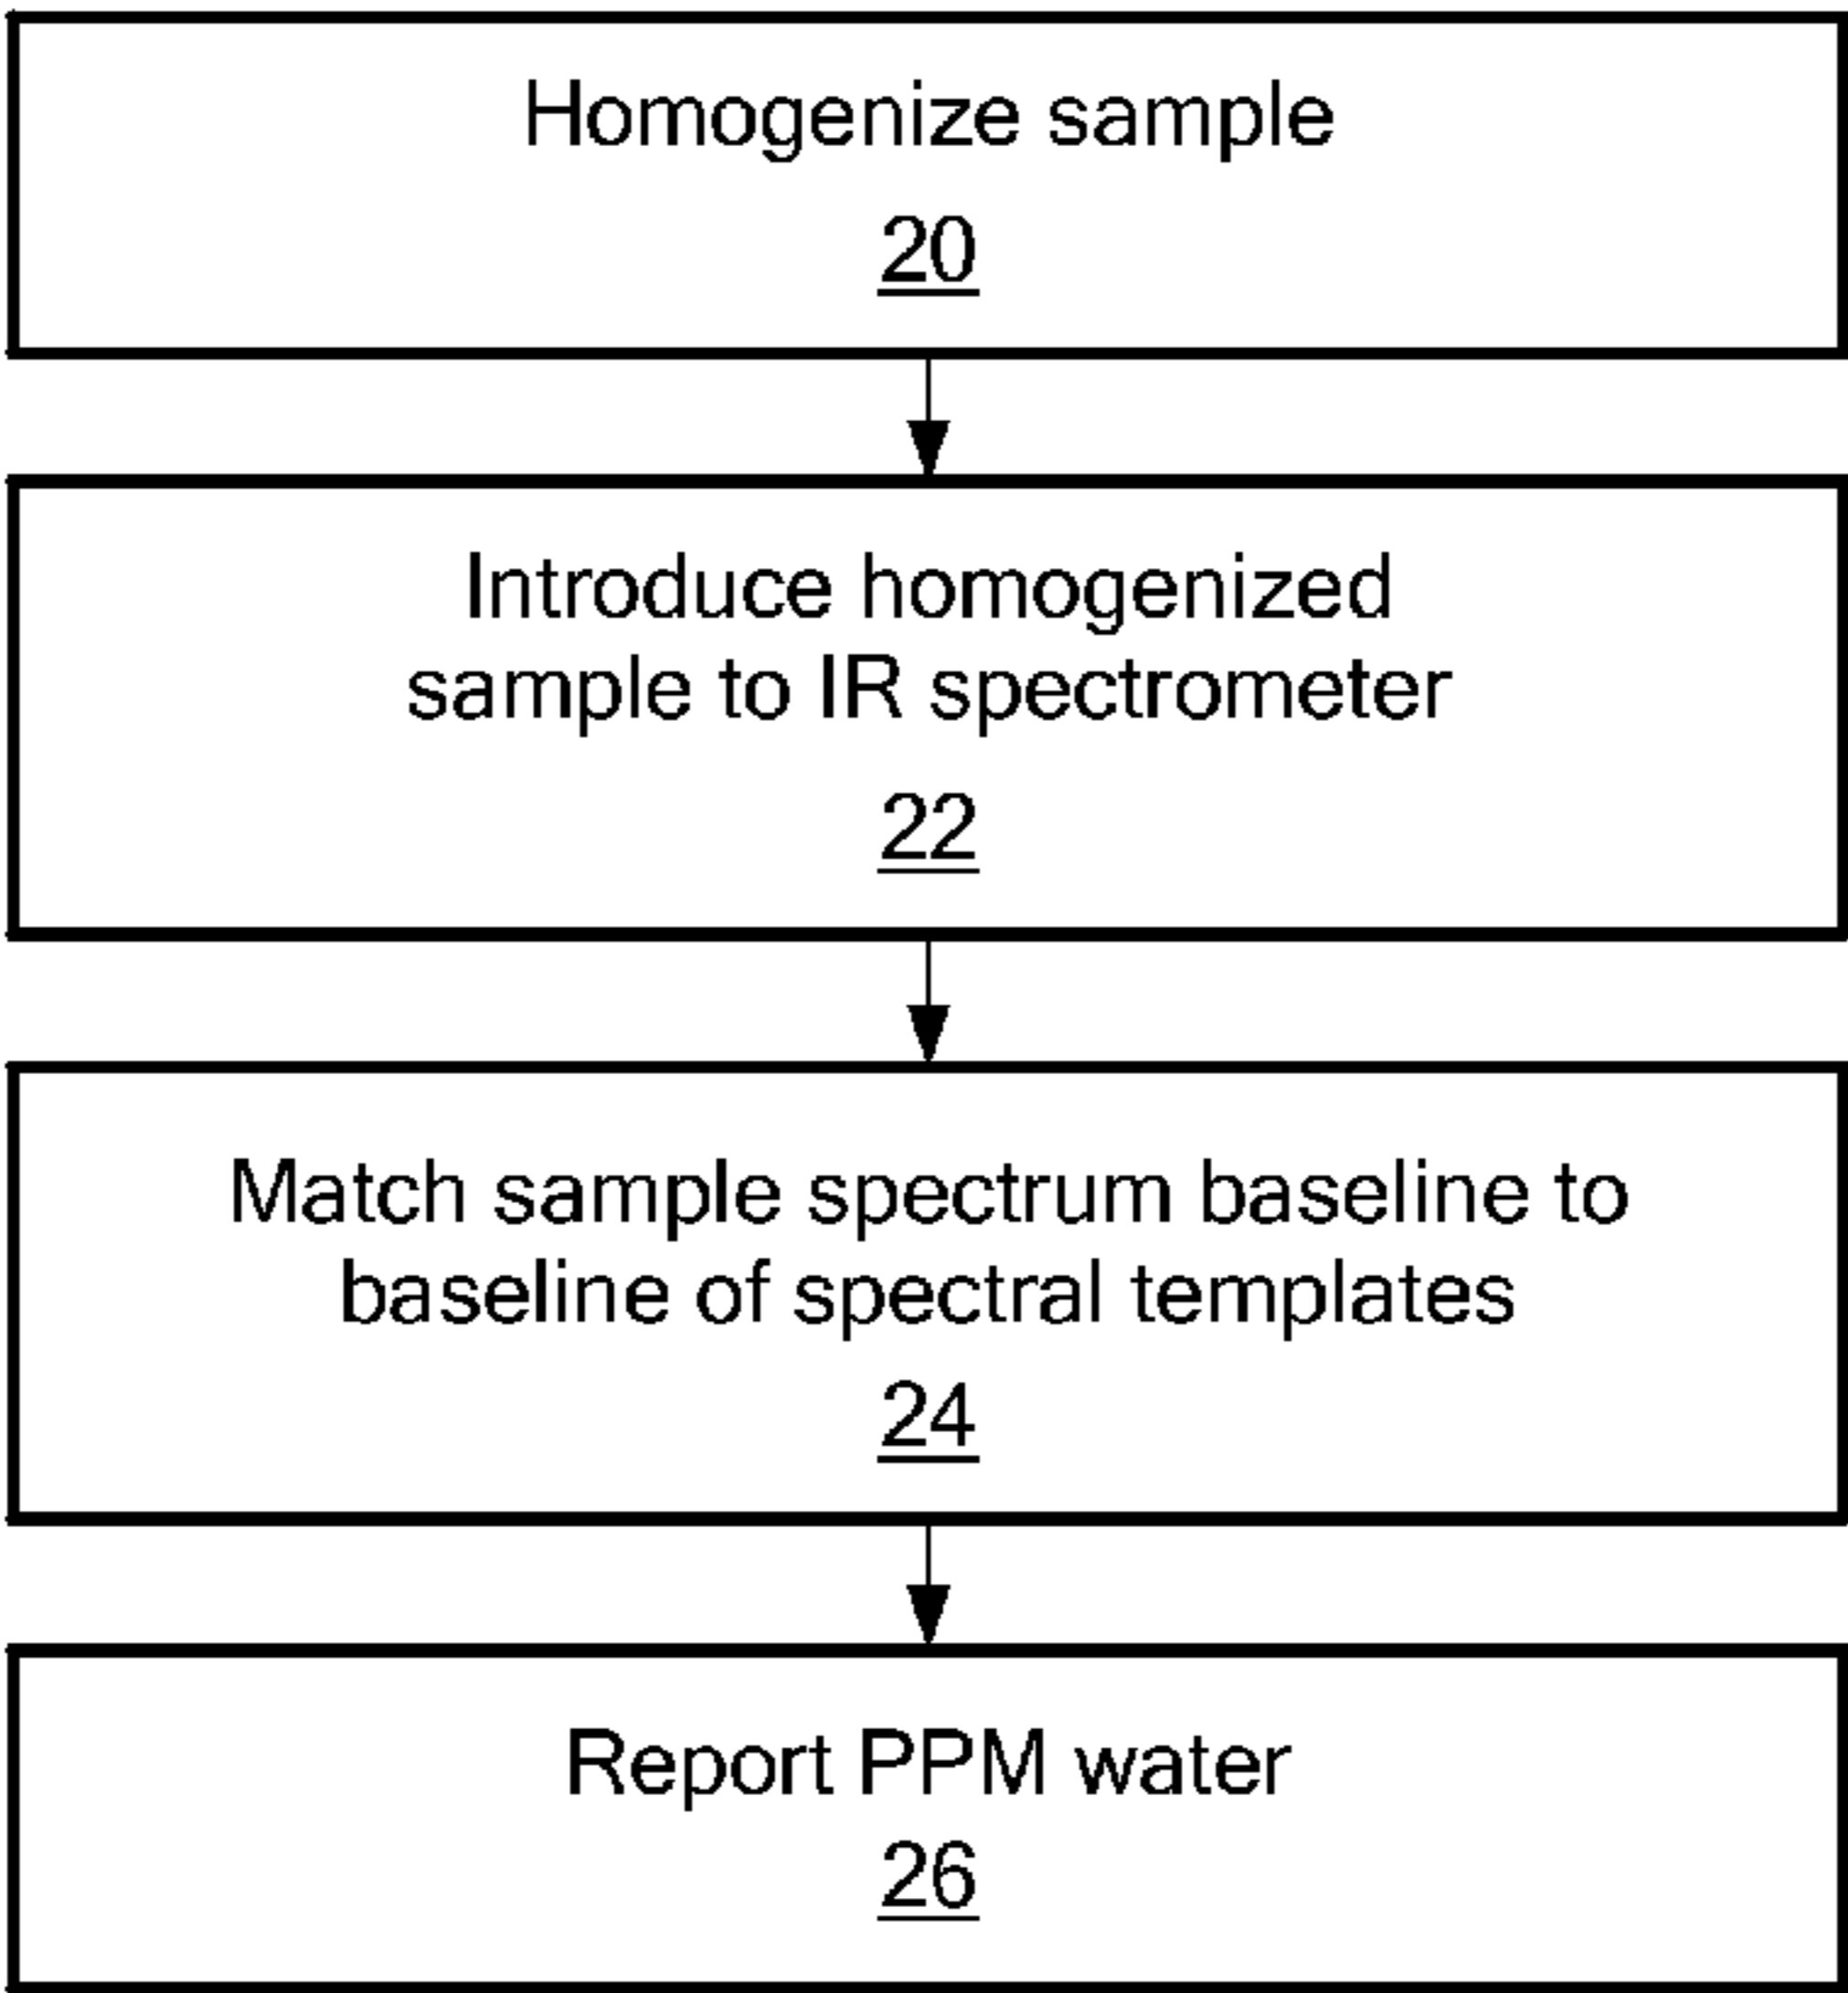 Homogenize sample
20
Introduce homogenized
sample to IR spectrometer
22
Match sample spectrum baseline to
baseline of spectral templates
24
Report PPM water
26